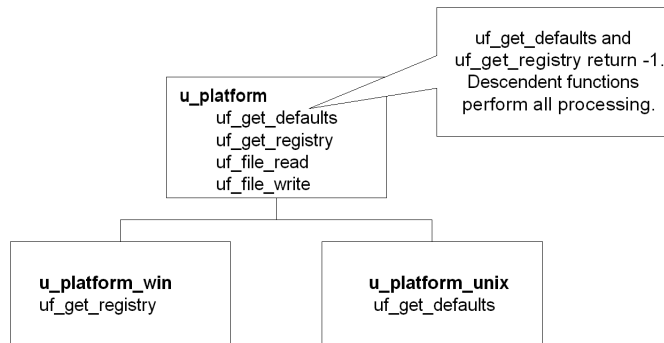 uf_get_defaults and
uf_get_registry return -1.
Descendent functions
perform all processing.
u_platform
uf_get_defaults
uf_get_registry
uf_file_read
uf_file_write
u_platform_win
uf_get_registry
u_platform_unix
uf_get_defaults